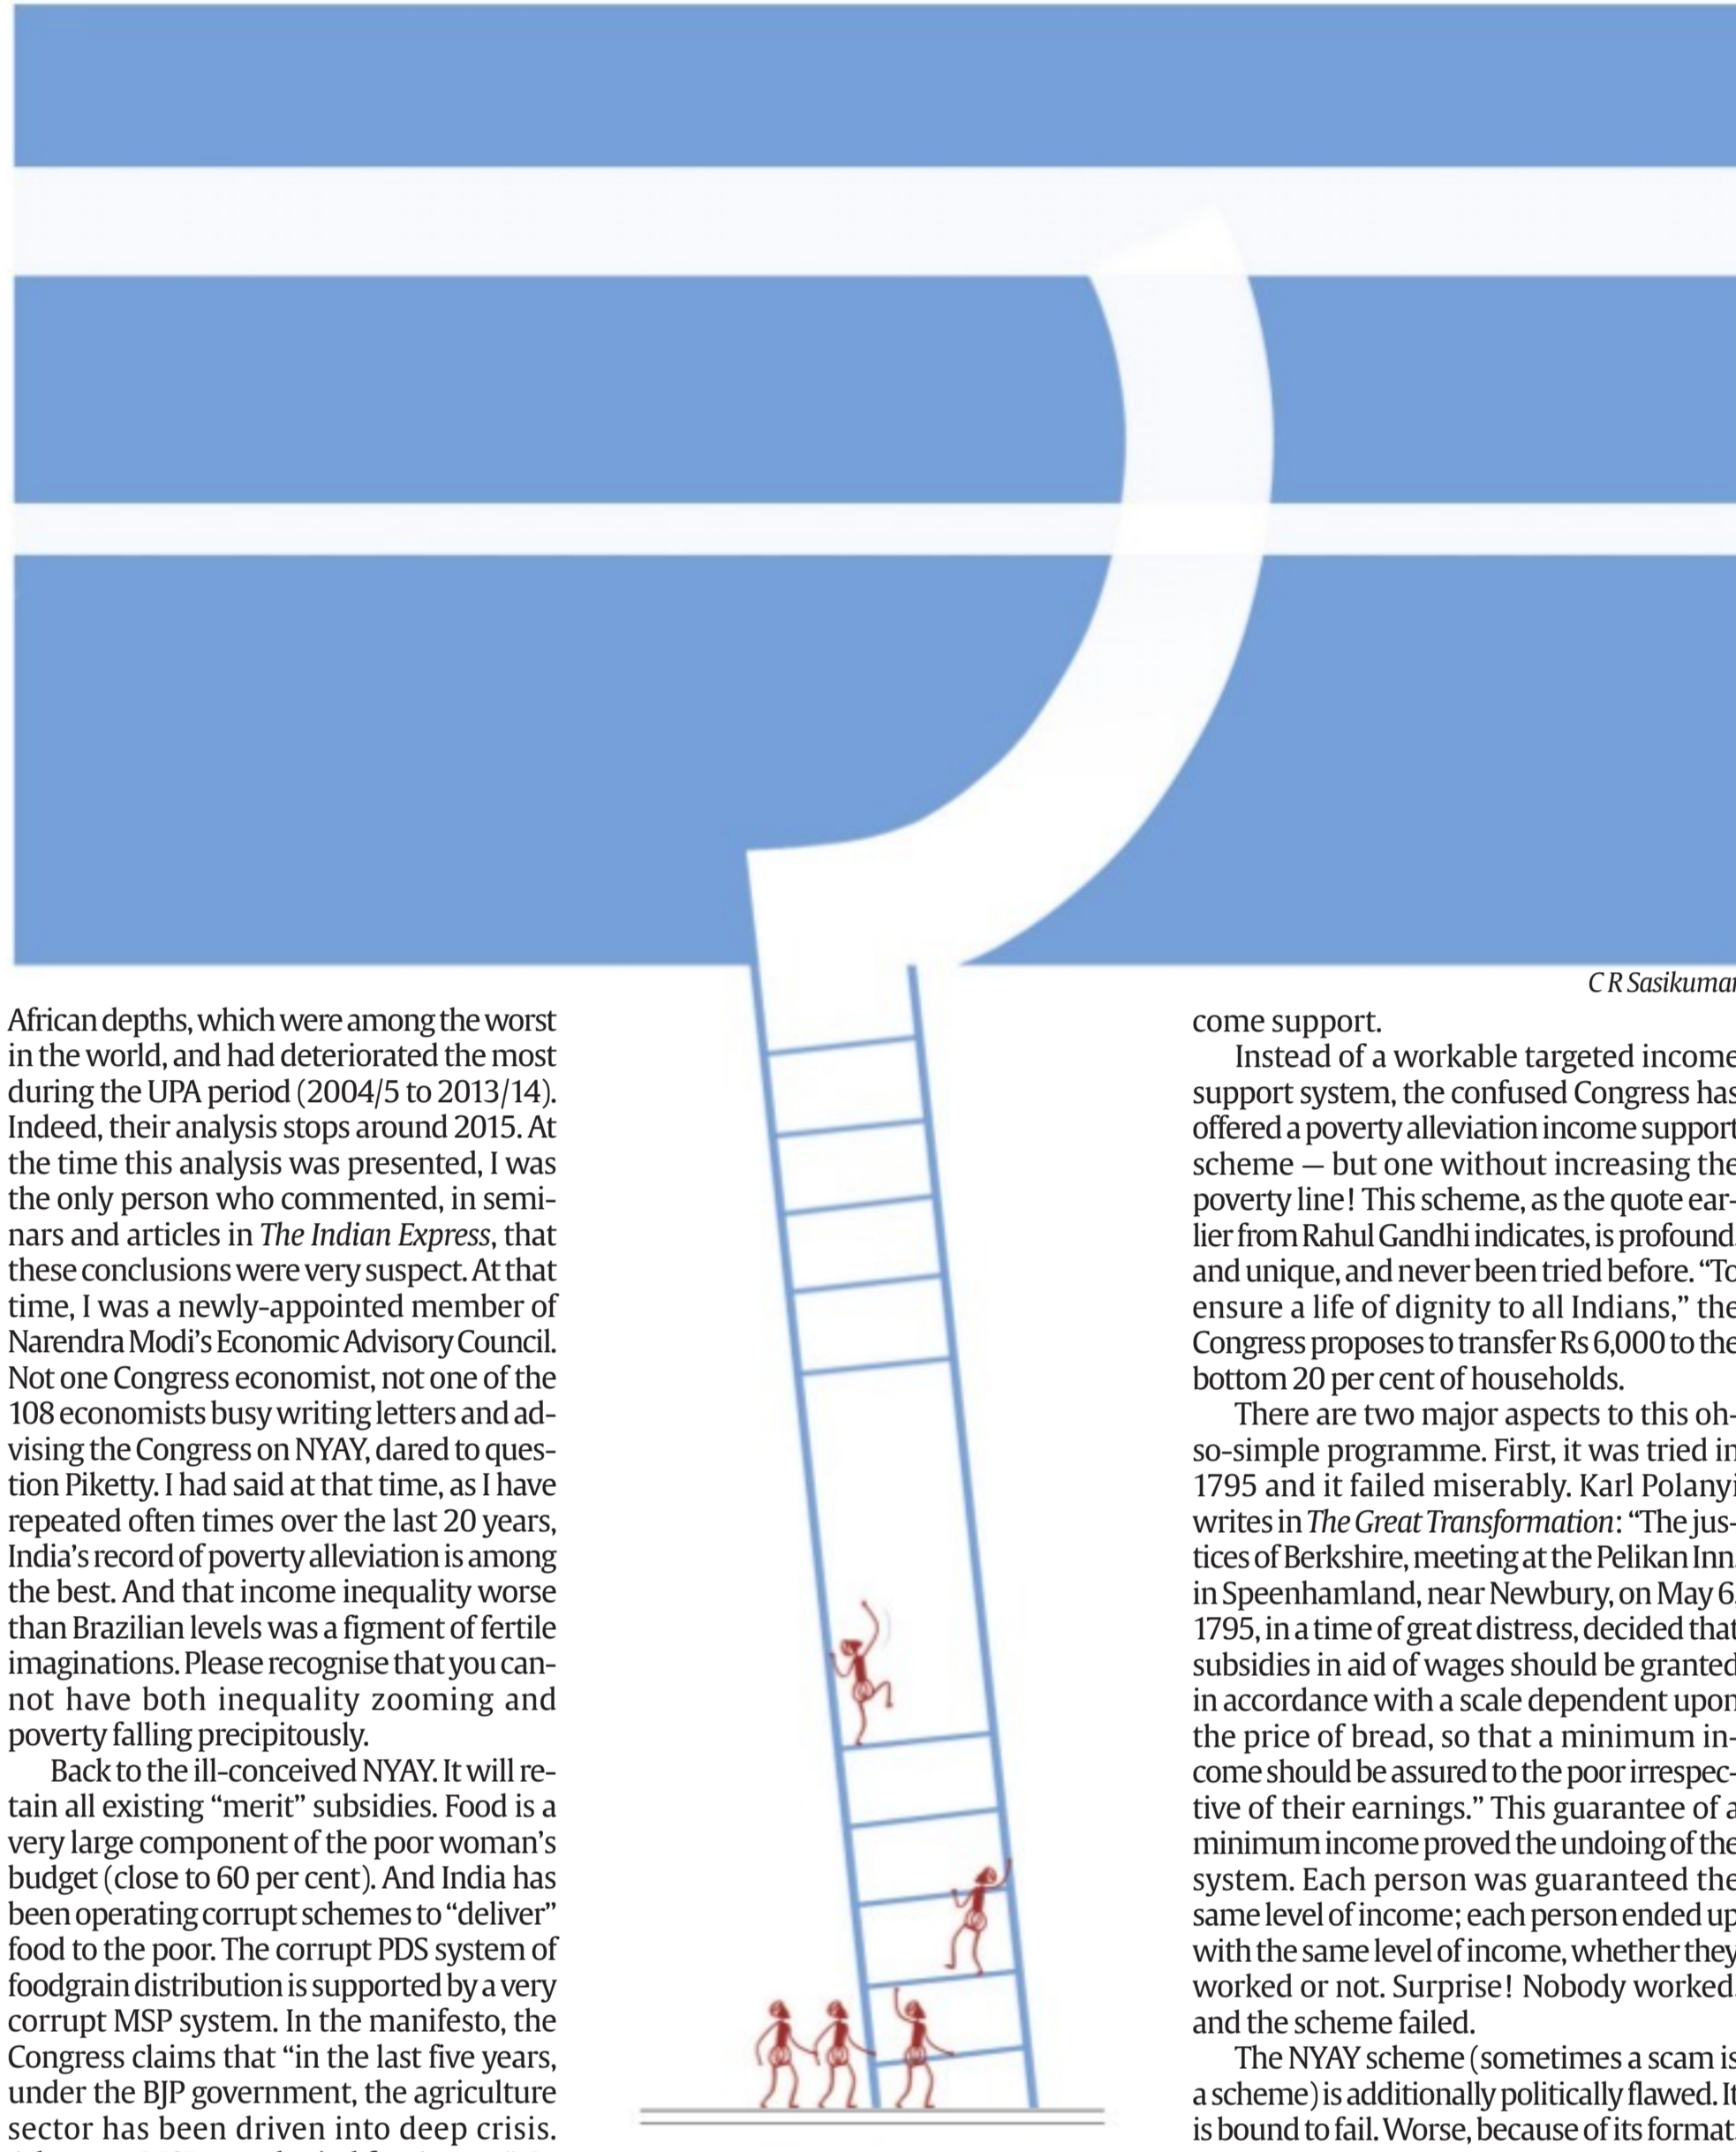 African depths, which were among the worst
in the world, and had deteriorated the most
during the UPA period (2004/5 to 2013/14).
Indeed, their analysis stops around 2015. At
the time this analysis was presented, I was
the only person who commented, in semi-
nars and articles in The Indian Express, that
these conclusions were very suspect. At that
time, I was a newly-appointed member of
Narendra Modi’s Economic Advisory Council.
Not one Congress economist, not one of the
108 economists busy writing letters and ad-
vising the Congress on NYAY, dared to ques-
tion Piketty. I had said at that time, as I have
repeated often times over the last 20 years,
India’s record of poverty alleviation is among
the best. And that income inequality worse
than Brazilian levels was a figment of fertile
imaginations. Please recognise that you can-
not have both inequality zooming and
poverty falling precipitously.
Back to the ill-conceived NYAY. It will re-
tain all existing “merit” subsidies. Food is a
very large component of the poor woman’s
budget (close to 60 per cent). And India has
been operating corrupt schemes to “deliver”
food to the poor. The corrupt PDS system of
foodgrain distribution is supported by a very
corrupt MSP system. In the manifesto, the
Congress claims that “in the last five years,
under the BJP government, the agriculture
sector has been driven into deep crisis.
C R Sasikumar
come support.
Instead of a workable targeted income
support system, the confused Congress has
offered a poverty alleviation income support
scheme — but one without increasing the
poverty line! This scheme, as the quote ear-
lier from Rahul Gandhi indicates, is profound,
and unique, and never been tried before. “To
ensure a life of dignity to all Indians,” the
Congress proposes to transfer Rs 6,000 to the
bottom 20 per cent of households.
There are two major aspects to this oh-
so-simple programme. First, it was tried in
1795 and it failed miserably. Karl Polanyi
writes in The Great Transformation: “The jus-
tices of Berkshire, meeting at the Pelikan Inn,
in Speenhamland, near Newbury, on May 6,
1795, in a time of great distress, decided that
subsidies in aid of wages should be granted
in accordance with a scale dependent upon
the price of bread, so that a minimum in-
come should be assured to the poor irrespec-
tive of their earnings.” This guarantee of a
minimum income proved the undoing of the
system. Each person was guaranteed the
same level of income; each person ended up
with the same level of income, whether they
worked or not. Surprise! Nobody worked,
and the scheme failed.
The NYAY scheme (sometimes a scam is
a scheme) is additionally politically flawed. It
is bound to fail. Worse, because of its format,